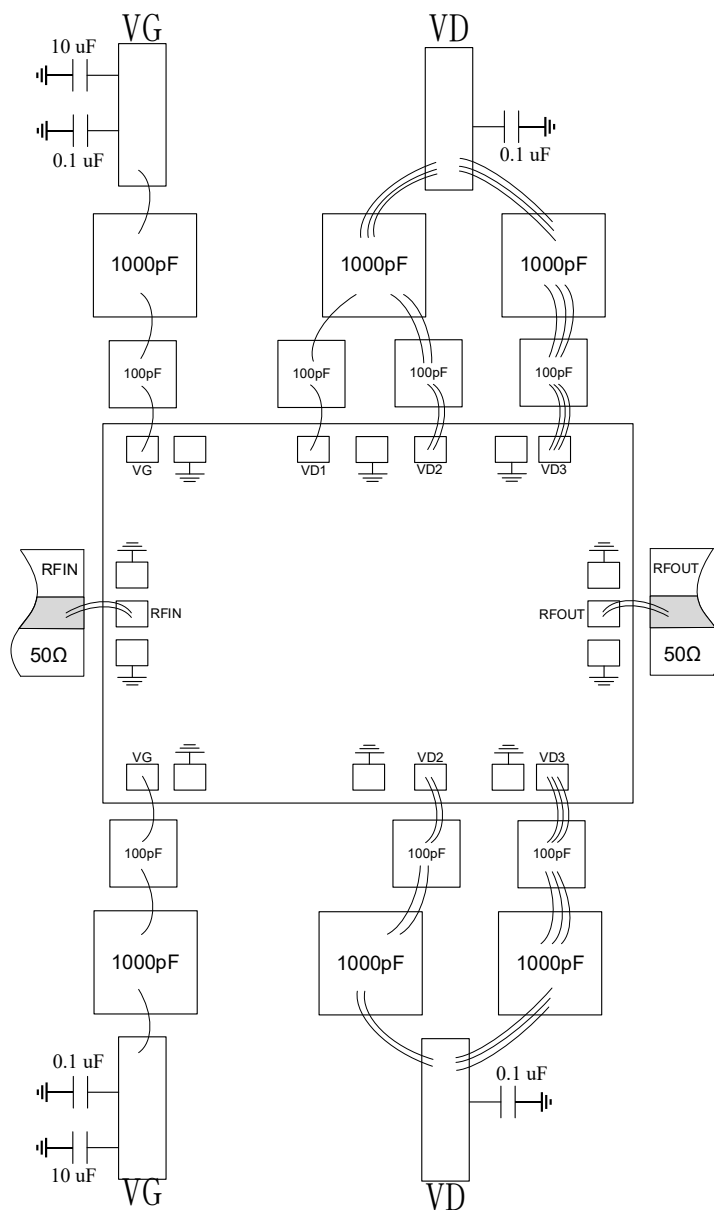 VG
VD
10 uF
0.1 uF
0.1 uF
1000pF
1000pF
1000pF
100pF
100pF
100pF
100pF
VG
VD1
VD2
VD3
RFIN
RFOUT
RFIN
RFOUT
50Ω
50Ω
VG
VD2
VD3
100pF
100pF
100pF
1000pF
1000pF
1000pF
0.1 uF
0.1 uF
10 uF
VG
VD